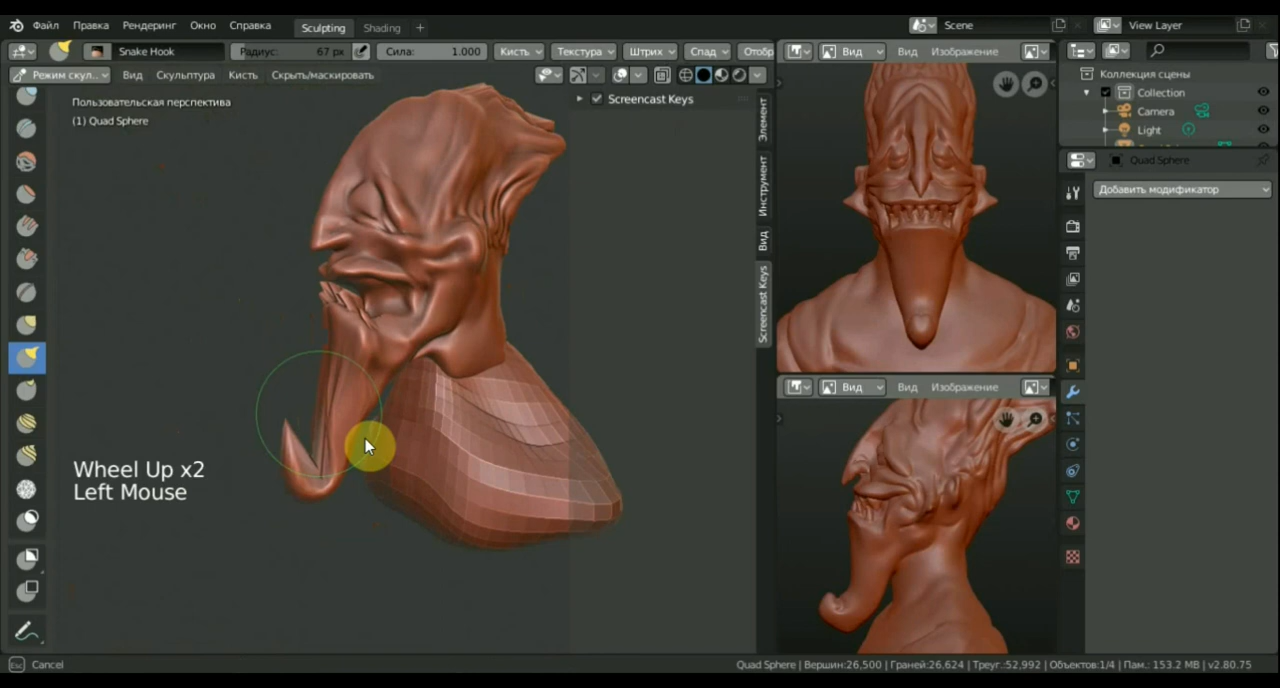 Файл Правка Рендеринг Окно Справка Sculpting Shading + Scene View Layer
Snake Hook Радиус: 67 px Сила: 1.000 Кисть Текстура Штрих Спад Отобр
Режим скул.. Вид Скульптура Кисть Скрыть/маскировать
Пользовательская перспектива
(1) Quad Sphere
Screencast Keys
Элемент
Инструмент
Вид
Screencast Keys
Wheel Up x2
Left Mouse
Вид Вид Изображение
Вид Вид Изображение
Коллекция сцены
Collection
Camera
Light
Quad Sphere
Добавить модификатор
Esc Cancel
Quad Sphere | Вершин:26,500 | Граней:26,624 | Треуг.:52,992 | Объектов:1/4 | Пам.: 153.2 MB | v2.80.75